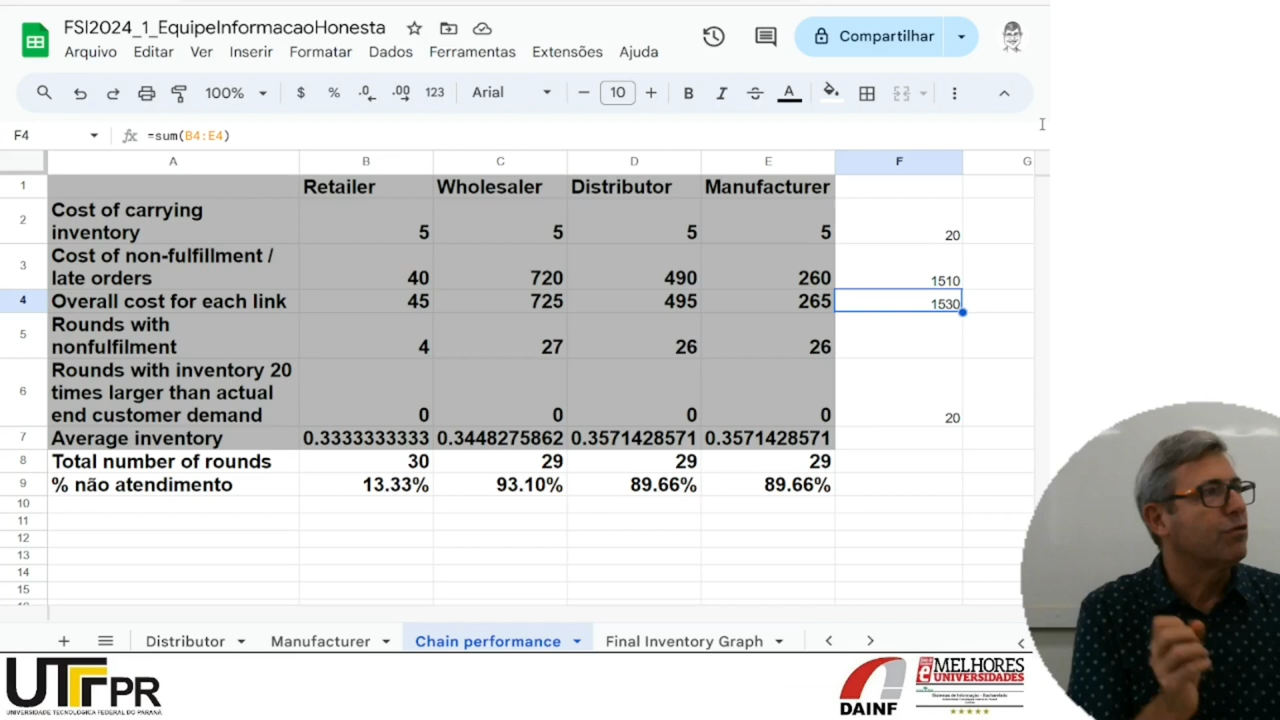 FSI2024_1_EquipeInformacaoHonesta
Arquivo Editar Ver Inserir Formatar Dados Ferramentas Extensões Ajuda
Compartilhar
100% $ % .0 .00 123 Arial 10 B I S A
F4 fx =sum(B4:E4)
A B C D E F G
1 Retailer Wholesaler Distributor Manufacturer
2 Cost of carrying
inventory 5 5 5 5 20
3 Cost of non-fulfillment /
late orders 40 720 490 260 1510
4 Overall cost for each link 45 725 495 265 1530
5 Rounds with
nonfulfilment 4 27 26 26
6 Rounds with inventory 20
times larger than actual
end customer demand 0 0 0 0 20
7 Average inventory 0.3333333333 0.3448275862 0.3571428571 0.3571428571
8 Total number of rounds 30 29 29 29
9 % não atendimento 13.33% 93.10% 89.66% 89.66%
10
11
12
13
14
15
Distributor Manufacturer Chain performance Final Inventory Graph
UTFPR
UNIVERSIDADE TECNOLÓGICA FEDERAL DO PARANÁ
DAINF
MELHORES
UNIVERSIDADES
Sistemas de Informação - Bacharelado